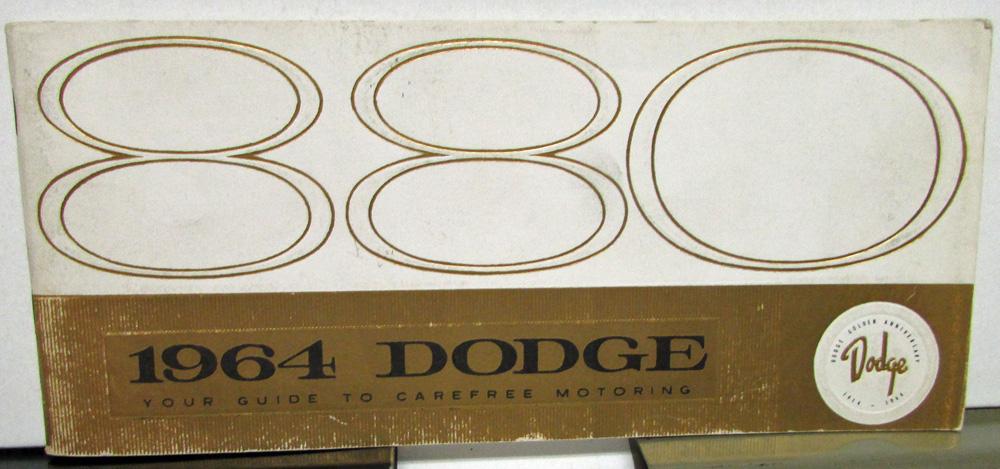 880
1964 DODGE
YOUR GUIDE TO CAREFREE MOTORING
DODGE GOLDEN ANNIVERSARY
Dodge
1914 - 1964